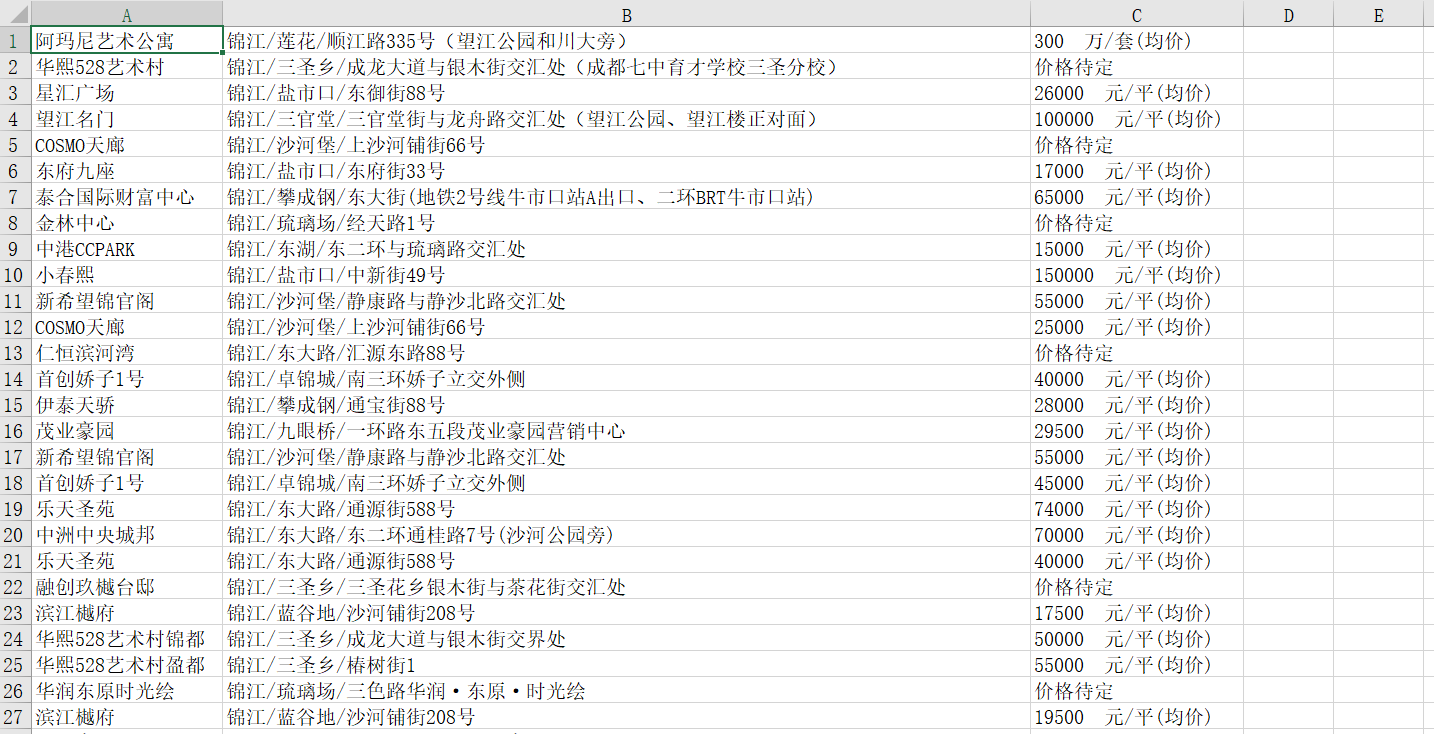 A B C D E
1 阿玛尼艺术公寓 锦江/莲花/顺江路335号（望江公园和川大旁） 300 万/套(均价)
2 华熙528艺术村 锦江/三圣乡/成龙大道与银木街交汇处（成都七中育才学校三圣分校） 价格待定
3 星汇广场 锦江/盐市口/东御街88号 26000 元/平(均价)
4 望江名门 锦江/三官堂/三官堂街与龙舟路交汇处（望江公园、望江楼正对面） 100000 元/平(均价)
5 COSMO天廊 锦江/沙河堡/上沙河铺街66号 价格待定
6 东府九座 锦江/盐市口/东府街33号 17000 元/平(均价)
7 泰合国际财富中心 锦江/攀成钢/东大街(地铁2号线牛市口站A出口、二环BRT牛市口站) 65000 元/平(均价)
8 金林中心 锦江/琉璃场/经天路1号 价格待定
9 中港CCPARK 锦江/东湖/东二环与琉璃路交汇处 15000 元/平(均价)
10 小春熙 锦江/盐市口/中新街49号 150000 元/平(均价)
11 新希望锦官阁 锦江/沙河堡/静康路与静沙北路交汇处 55000 元/平(均价)
12 COSMO天廊 锦江/沙河堡/上沙河铺街66号 25000 元/平(均价)
13 仁恒滨河湾 锦江/东大路/汇源东路88号 价格待定
14 首创娇子1号 锦江/卓锦城/南三环娇子立交外侧 40000 元/平(均价)
15 伊泰天骄 锦江/攀成钢/通宝街88号 28000 元/平(均价)
16 茂业豪园 锦江/九眼桥/一环路东五段茂业豪园营销中心 29500 元/平(均价)
17 新希望锦官阁 锦江/沙河堡/静康路与静沙北路交汇处 55000 元/平(均价)
18 首创娇子1号 锦江/卓锦城/南三环娇子立交外侧 45000 元/平(均价)
19 乐天圣苑 锦江/东大路/通源街588号 74000 元/平(均价)
20 中洲中央城邦 锦江/东大路/东二环通桂路7号(沙河公园旁) 70000 元/平(均价)
21 乐天圣苑 锦江/东大路/通源街588号 40000 元/平(均价)
22 融创玖樾台邸 锦江/三圣乡/三圣花乡银木街与茶花街交汇处 价格待定
23 滨江樾府 锦江/蓝谷地/沙河铺街208号 17500 元/平(均价)
24 华熙528艺术村锦都 锦江/三圣乡/成龙大道与银木街交界处 50000 元/平(均价)
25 华熙528艺术村盈都 锦江/三圣乡/椿树街1 55000 元/平(均价)
26 华润东原时光绘 锦江/琉璃场/三色路华润·东原·时光绘 价格待定
27 滨江樾府 锦江/蓝谷地/沙河铺街208号 19500 元/平(均价)